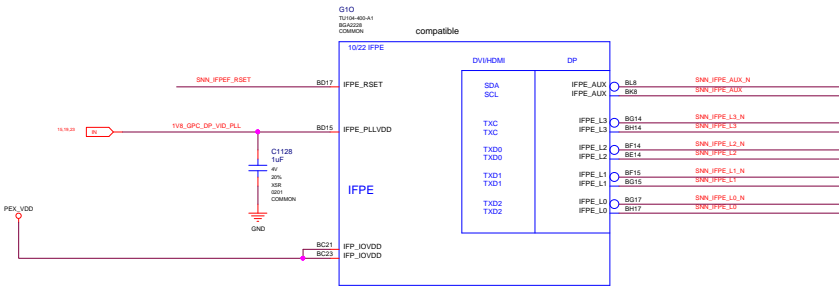 G1O
TU104-400-A1
BGA2228
COMMON
compatible
10/22 IFPE
DVI/HDMI DP
SNN_IFPEF_RSET BD17 IFPE_RSET
SDA IFPE_AUX BL8 SNN_IFPE_AUX_N
SCL IFPE_AUX BK8 SNN_IFPE_AUX
IN 1V8_GPC_DP_VID_PLL BD15 IFPE_PLLVDD
TXC IFPE_L3 BG14 SNN_IFPE_L3_N
TXC IFPE_L3 BH14 SNN_IFPE_L3
TXD0 IFPE_L2 BF14 SNN_IFPE_L2_N
TXD0 IFPE_L2 BE14 SNN_IFPE_L2
C1128
1uF
4V
20%
X5R
0201
COMMON
GND
TXD1 IFPE_L1 BF15 SNN_IFPE_L1_N
TXD1 IFPE_L1 BG15 SNN_IFPE_L1
IFPE
TXD2 IFPE_L0 BG17 SNN_IFPE_L0_N
TXD2 IFPE_L0 BH17 SNN_IFPE_L0
PEX_VDD
BC21 IFP_IOVDD
BC23 IFP_IOVDD